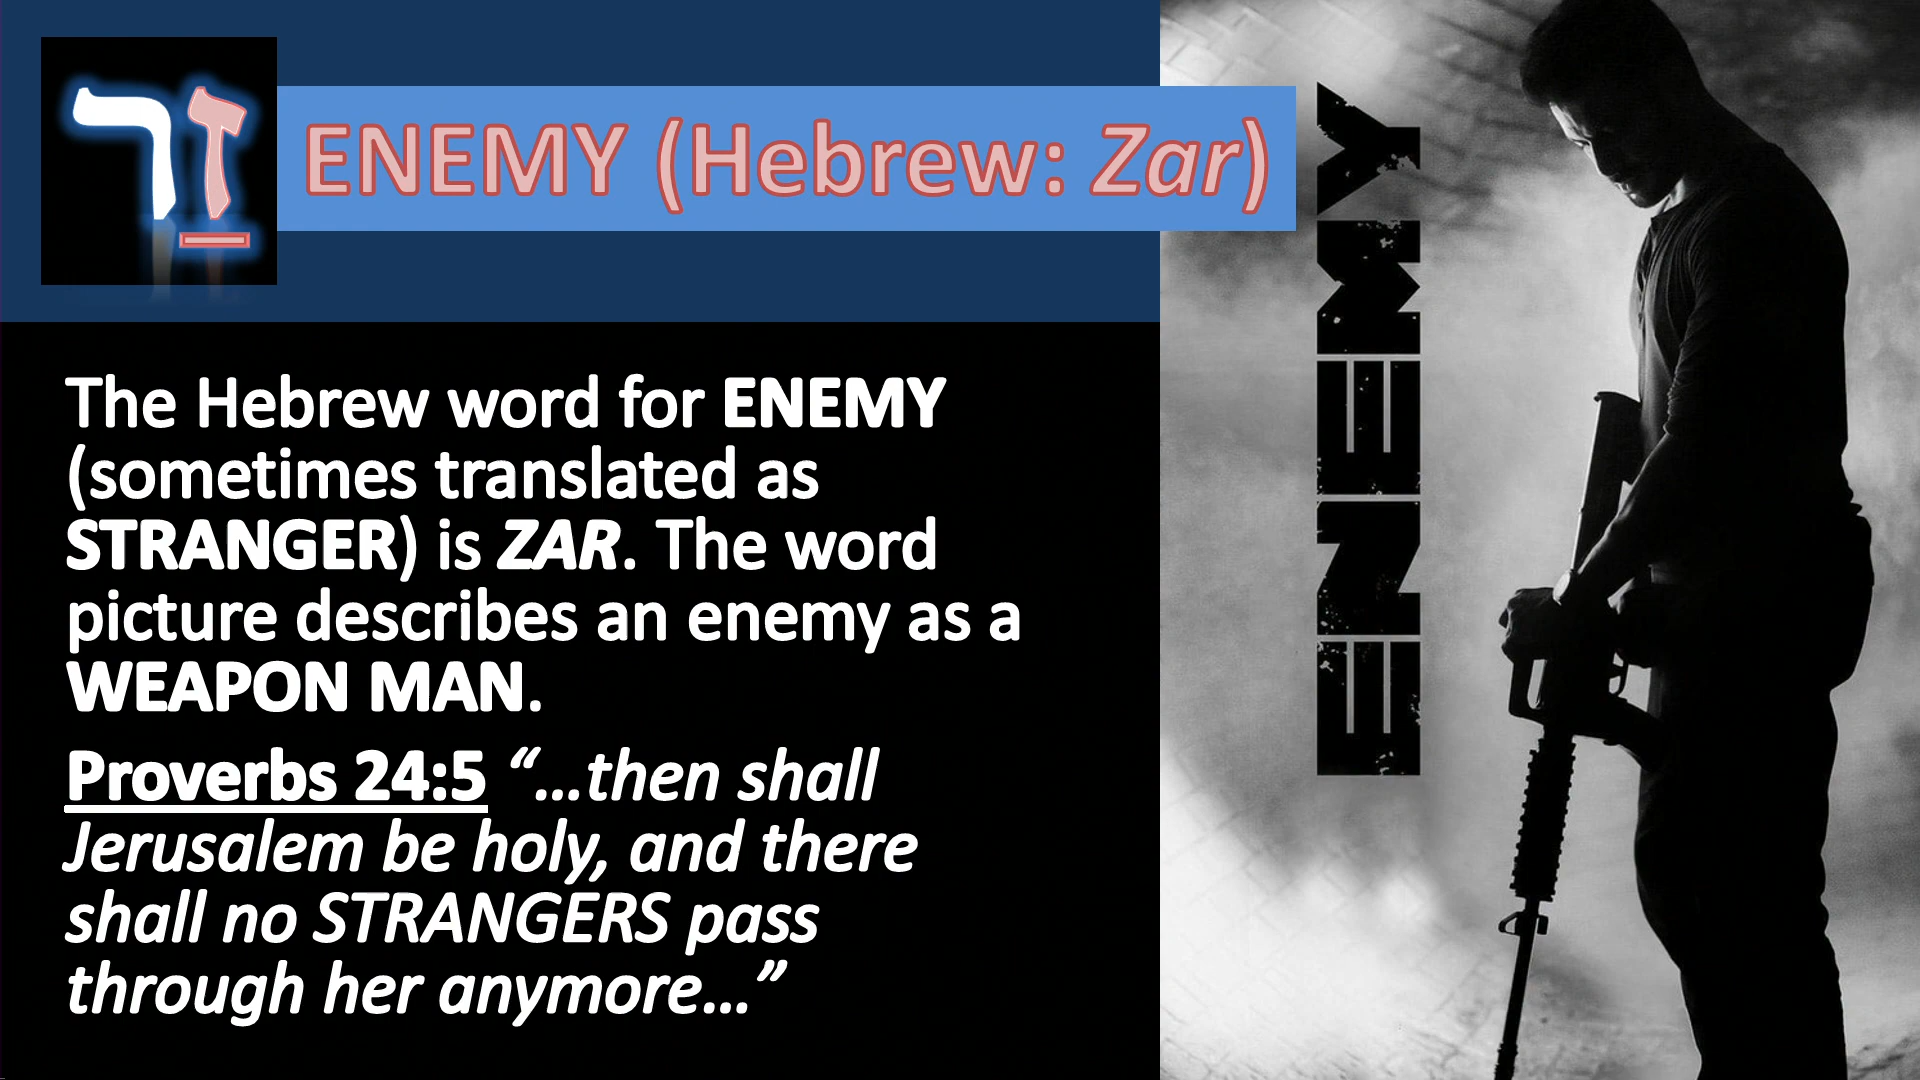 זָר
ENEMY (Hebrew: Zar)
ENEMY
The Hebrew word for ENEMY
(sometimes translated as
STRANGER) is ZAR. The word
picture describes an enemy as a
WEAPON MAN.
Proverbs 24:5 “…then shall
Jerusalem be holy, and there
shall no STRANGERS pass
through her anymore…”